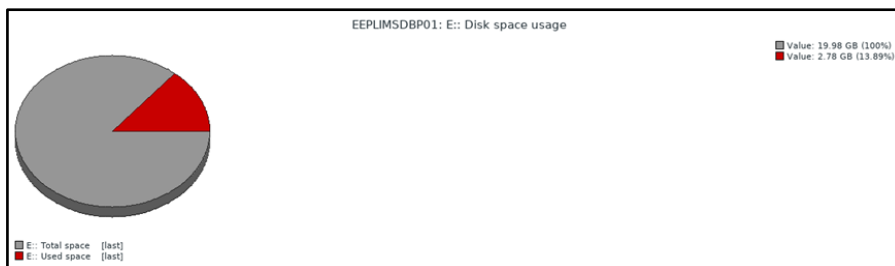 EEPLIMSDBP01: E:: Disk space usage
Value: 19.98 GB (100%)
Value: 2.78 GB (13.89%)
E:: Total space [last]
E:: Used space [last]